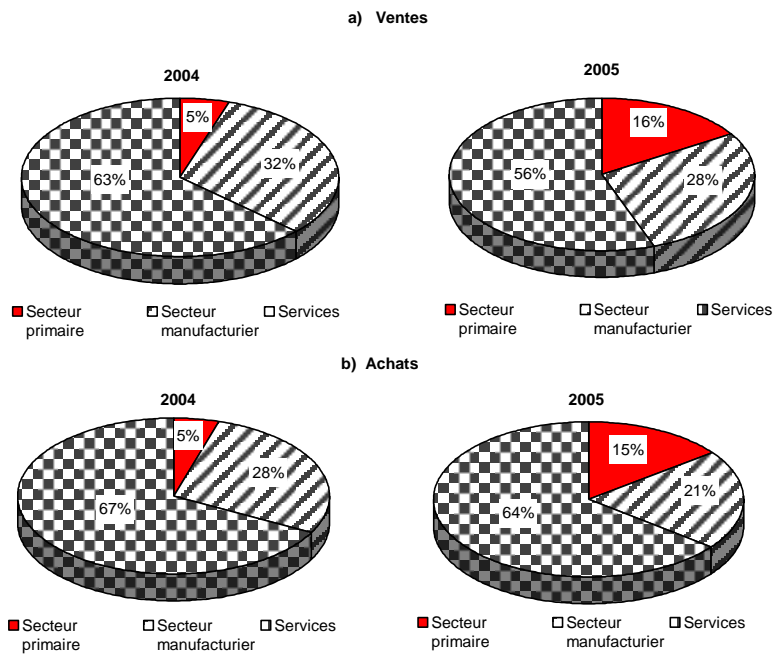 a) Ventes
2004
5%
32%
63%
Secteur primaire
Secteur manufacturier
Services
2005
16%
28%
56%
Secteur primaire
Secteur manufacturier
Services
b) Achats
2004
5%
28%
67%
Secteur primaire
Secteur manufacturier
Services
2005
15%
21%
64%
Secteur primaire
Secteur manufacturier
Services